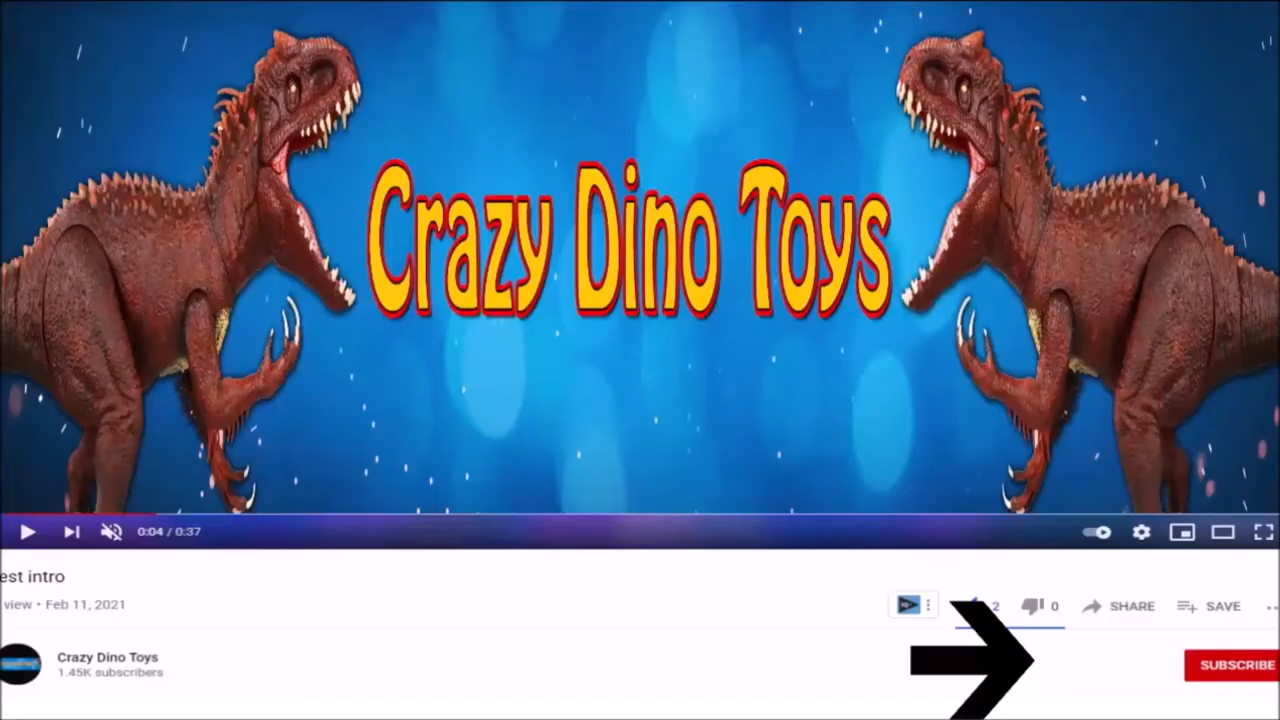 Crazy Dino Toys
0:04 / 0:37
est intro
view • Feb 11, 2021
2
0
SHARE
SAVE
Crazy Dino Toys
1.45K subscribers
SUBSCRIBE